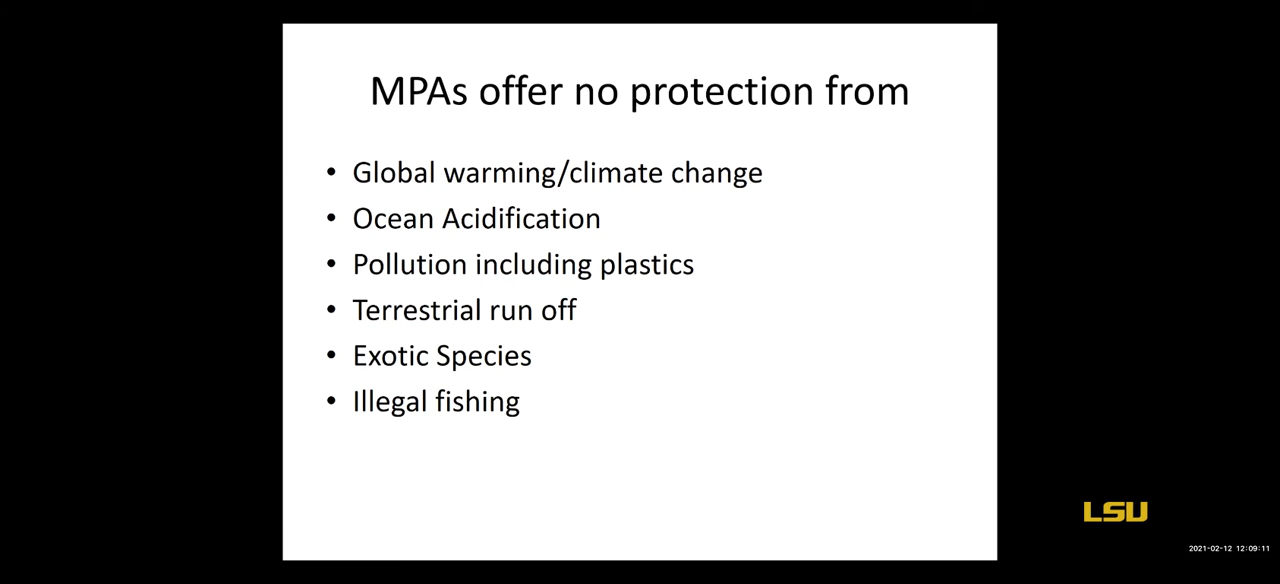 MPAs offer no protection from
• Global warming/climate change
• Ocean Acidification
• Pollution including plastics
• Terrestrial run off
• Exotic Species
• Illegal fishing
LSU
2021-02-12 12:09:11